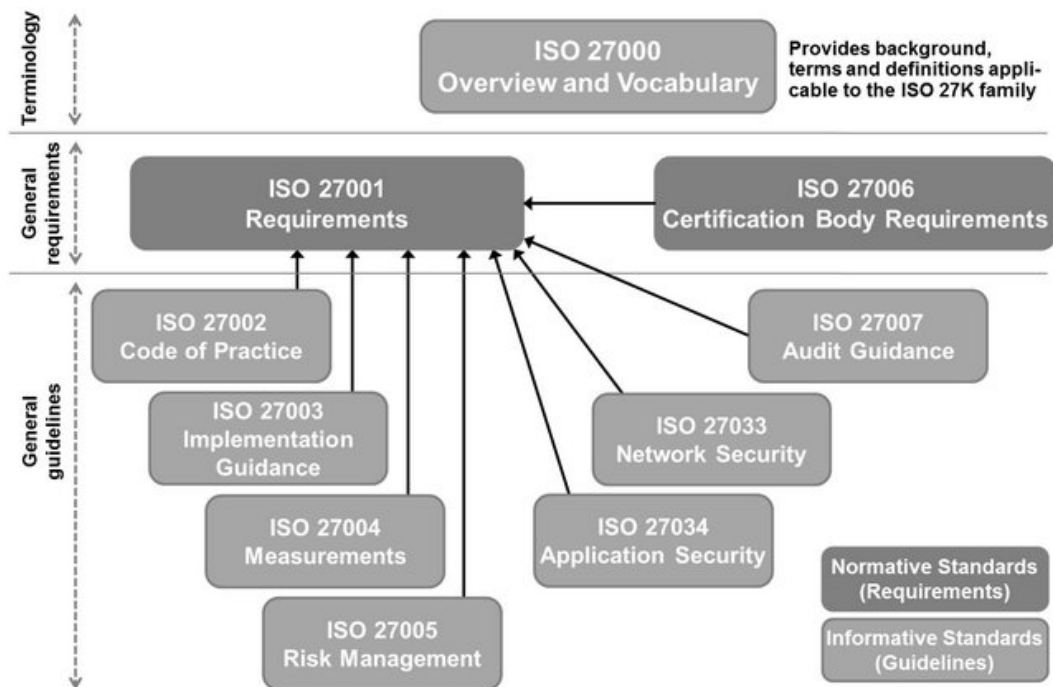 Terminology
ISO 27000
Overview and Vocabulary
Provides background,
terms and definitions appli-
cable to the ISO 27K family
General
requirements
ISO 27001
Requirements
ISO 27006
Certification Body Requirements
General
guidelines
ISO 27002
Code of Practice
ISO 27007
Audit Guidance
ISO 27003
Implementation
Guidance
ISO 27033
Network Security
ISO 27004
Measurements
ISO 27034
Application Security
ISO 27005
Risk Management
Normative Standards
(Requirements)
Informative Standards
(Guidelines)